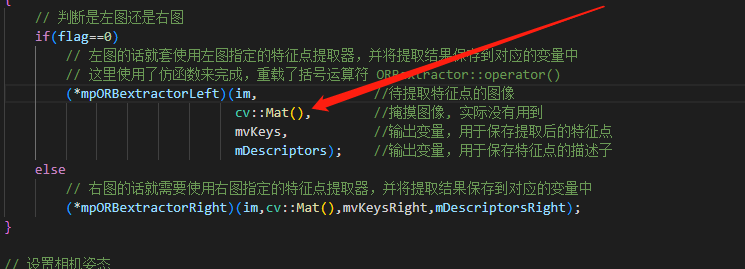 {
// 判断是左图还是右图
if(flag==0)
// 左图的话就套使用左图指定的特征点提取器，并将提取结果保存到对应的变量中
// 这里使用了仿函数来完成，重载了括号运算符 ORBextractor::operator()
(*mpORBextractorLeft)(im, //待提取特征点的图像
cv::Mat(), //掩摸图像, 实际没有用到
mvKeys, //输出变量，用于保存提取后的特征点
mDescriptors); //输出变量，用于保存特征点的描述子
else
// 右图的话就需要使用右图指定的特征点提取器，并将提取结果保存到对应的变量中
(*mpORBextractorRight)(im,cv::Mat(),mvKeysRight,mDescriptorsRight);
}
// 设置相机姿态